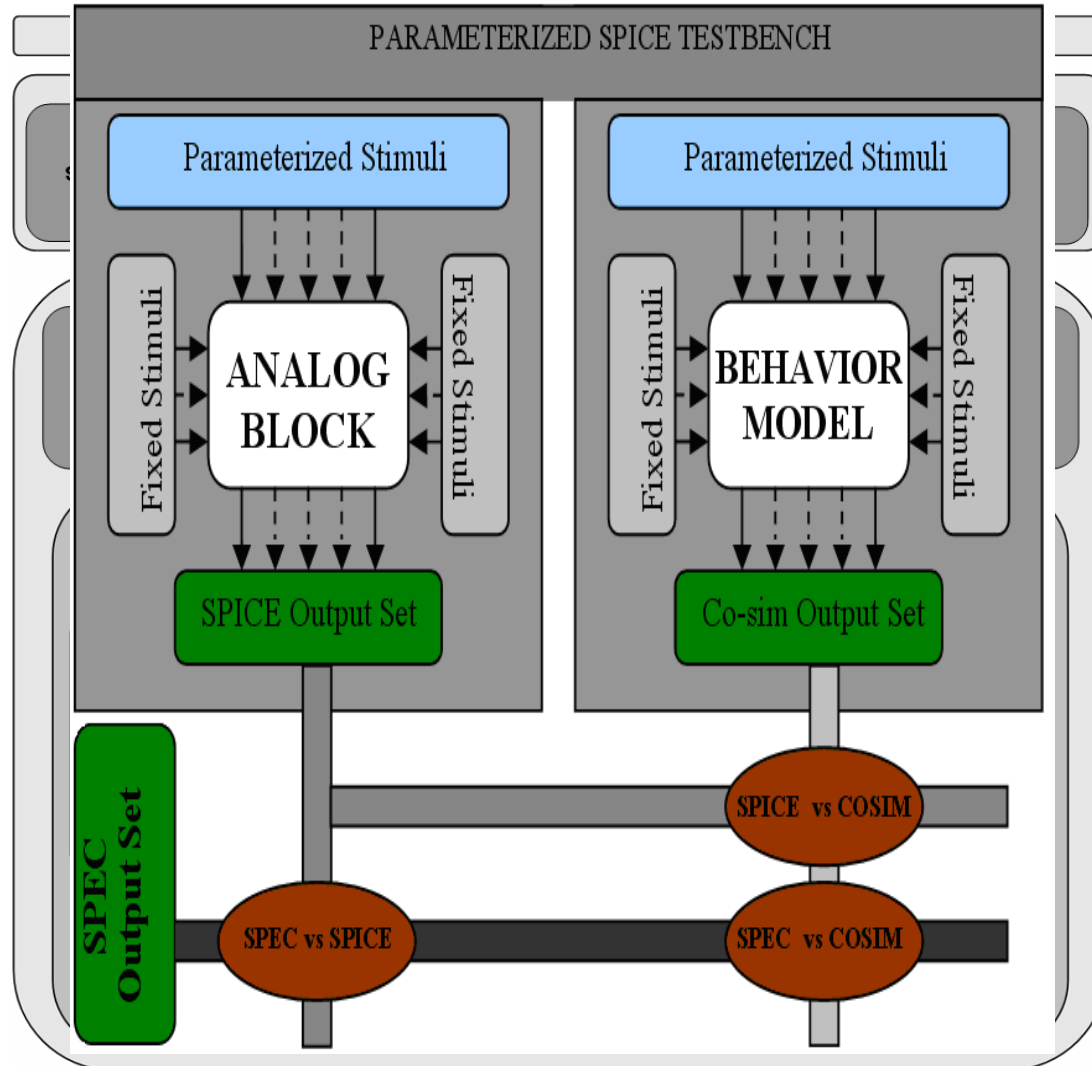 PARAMETERIZED SPICE TESTBENCH
Parameterized Stimuli
Parameterized Stimuli
Fixed Stimuli
ANALOG
BLOCK
Fixed Stimuli
Fixed Stimuli
BEHAVIOR
MODEL
Fixed Stimuli
SPICE Output Set
Co-sim Output Set
SPEC
Output Set
SPICE vs COSIM
SPEC vs SPICE
SPEC vs COSIM